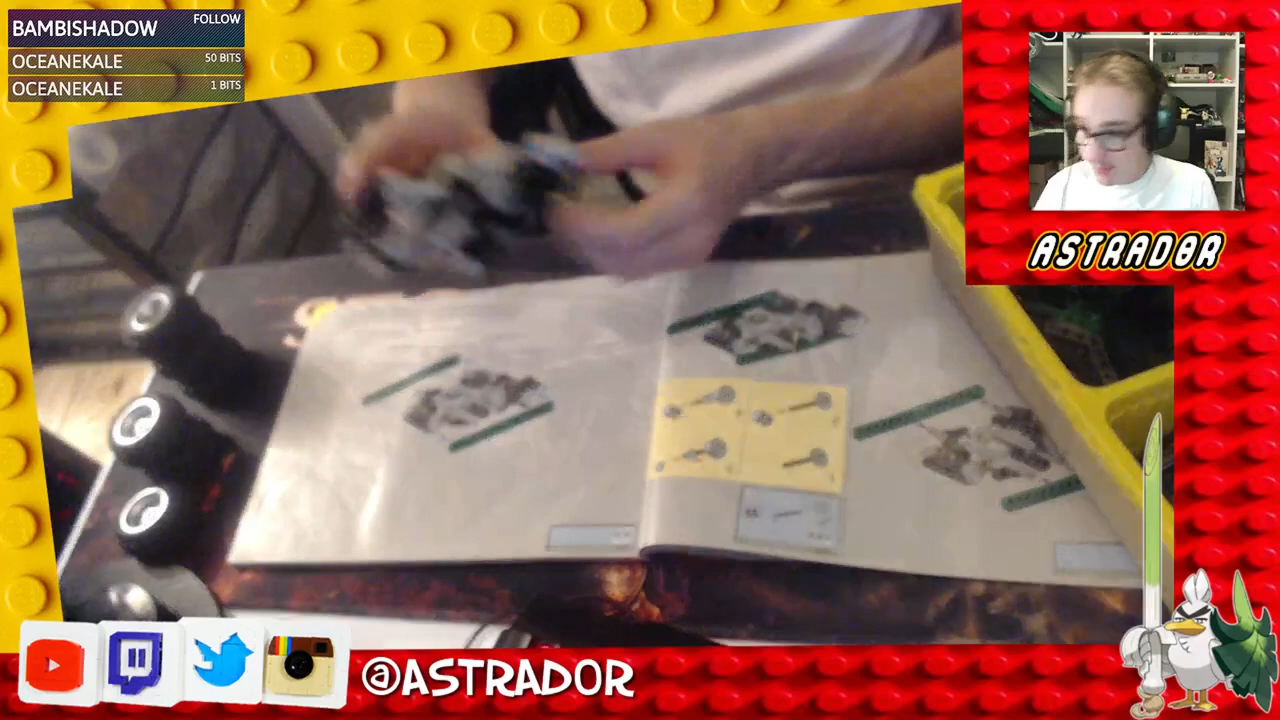 BAMBISHADOW FOLLOW
OCEANEKALE 50 BITS
OCEANEKALE 1 BITS
ASTRADOR
@ASTRADOR